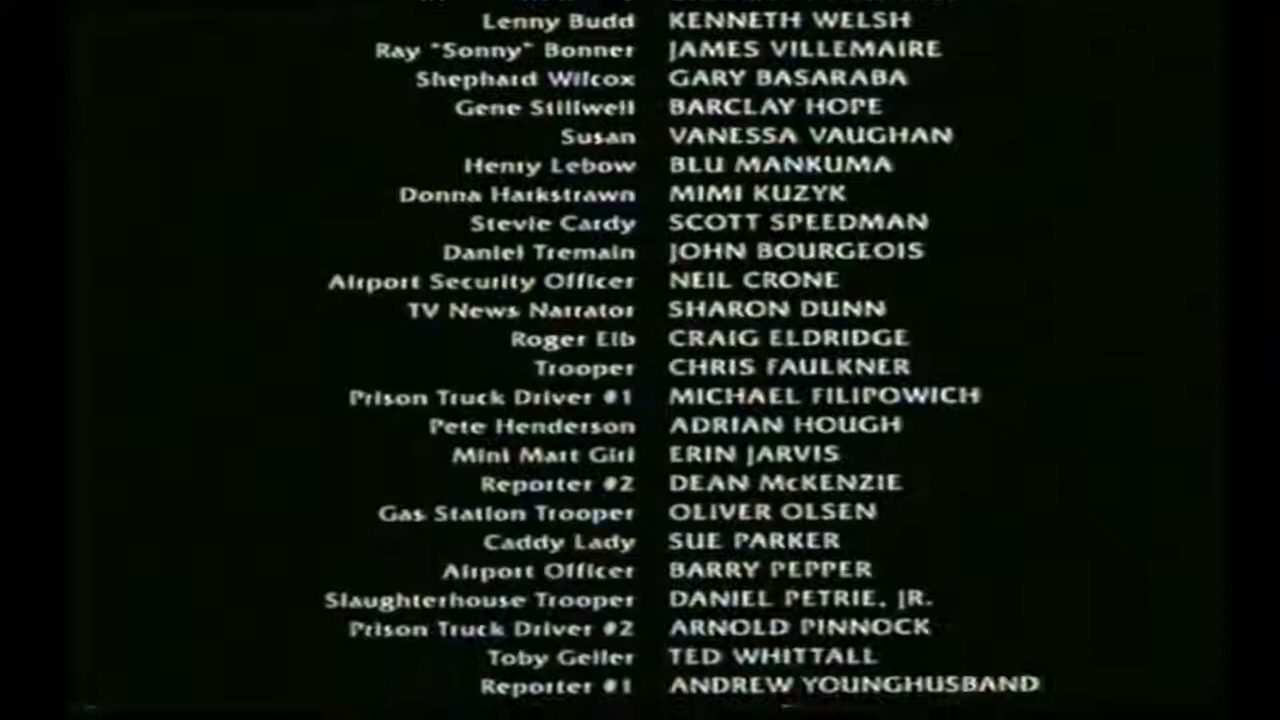 Lenny Budd KENNETH WELSH
Ray "Sonny" Bonner JAMES VILLEMAIRE
Shephard Wilcox GARY BASARABA
Gene Stillwell BARCLAY HOPE
Susan VANESSA VAUGHAN
Henry Lebow BLU MANKUMA
Donna Harkstrawn MIMI KUZYK
Stevie Cardy SCOTT SPEEDMAN
Daniel Tremain JOHN BOURGEOIS
Airport Security Officer NEIL CRONE
TV News Narrator SHARON DUNN
Roger Elb CRAIG ELDRIDGE
Trooper CHRIS FAULKNER
Prison Truck Driver #1 MICHAEL FILIPOWICH
Pete Henderson ADRIAN HOUGH
Mini Mart Girl ERIN JARVIS
Reporter #2 DEAN McKENZIE
Gas Station Trooper OLIVER OLSEN
Caddy Lady SUE PARKER
Airport Officer BARRY PEPPER
Slaughterhouse Trooper DANIEL PETRIE, JR.
Prison Truck Driver #2 ARNOLD PINNOCK
Toby Geller TED WHITTALL
Reporter #1 ANDREW YOUNGHUSBAND